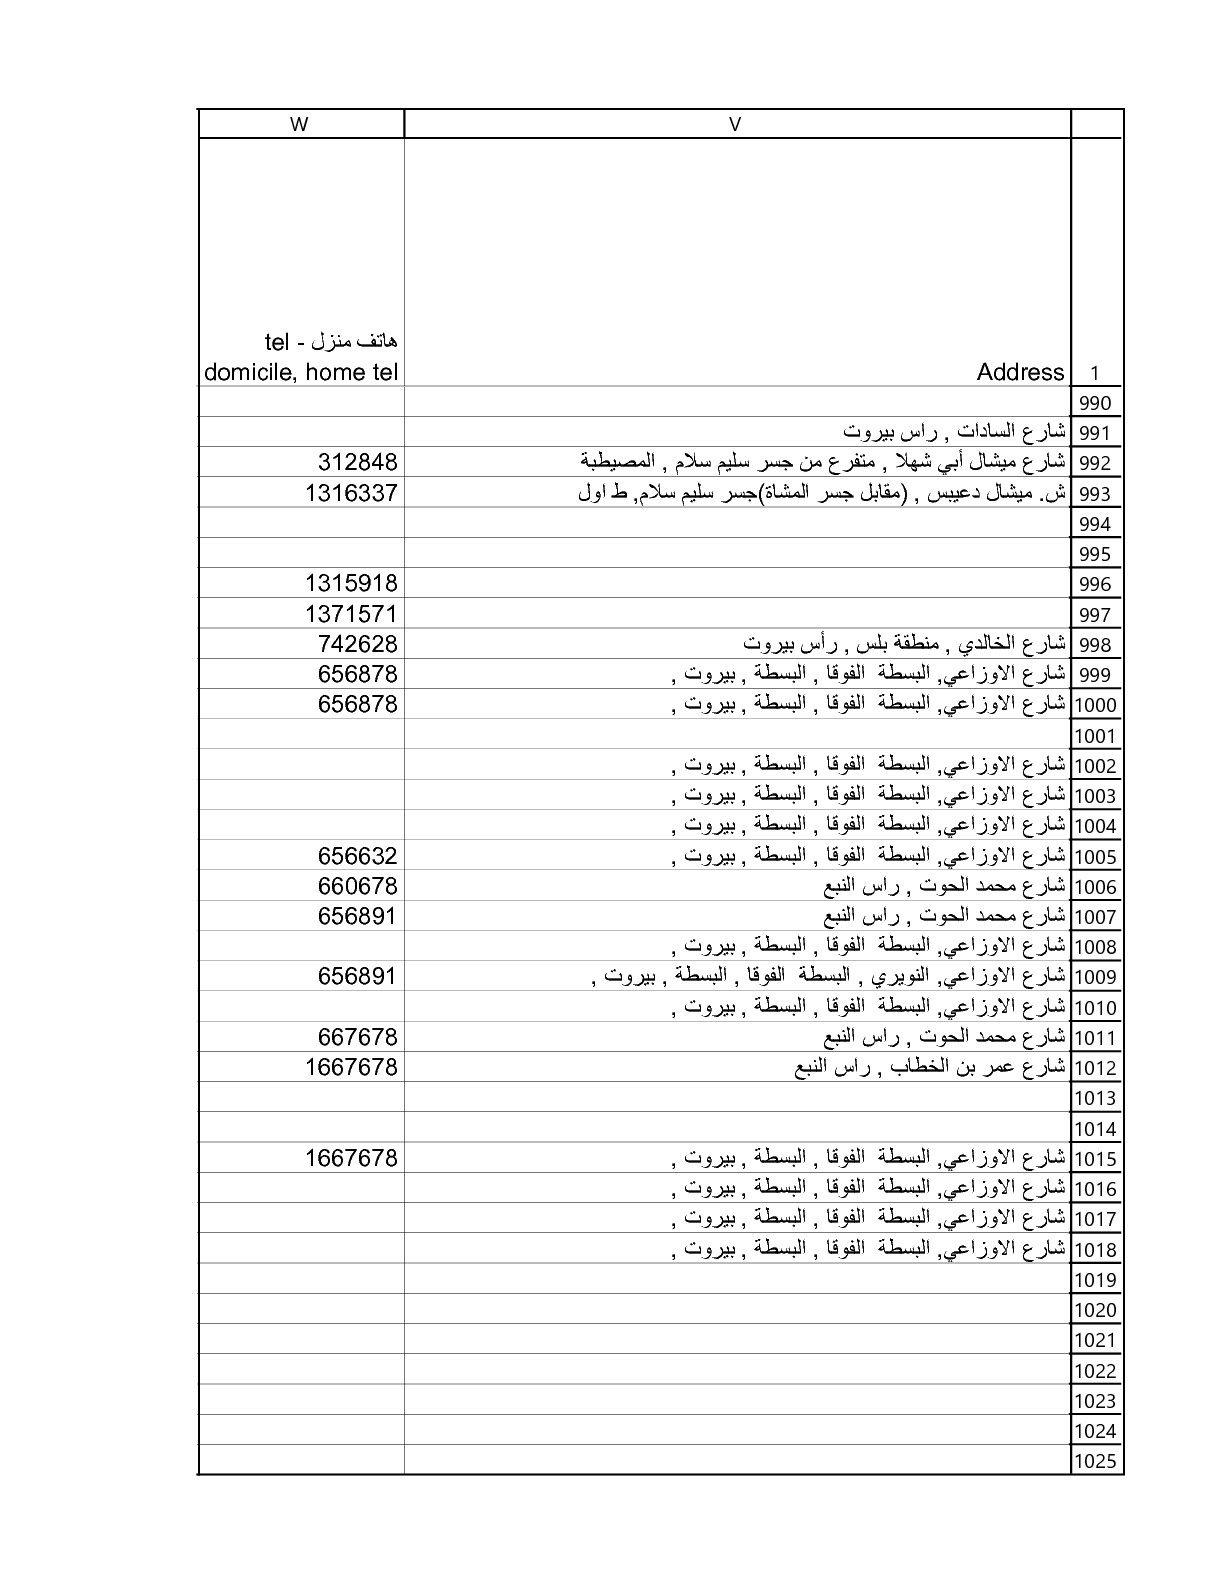 V W
هاتف منزل - tel
1 Address domicile, home tel
990
991 شارع السادات , راس بيروت
992 شارع ميشال أبي شهلا , متفرع من جسر سليم سلام , المصيطبة 312848
993 ش. ميشال دعيبس , (مقابل جسر المشاة)جسر سليم سلام, ط اول 1316337
994
995
996 1315918
997 1371571
998 شارع الخالدي , منطقة بلس , رأس بيروت 742628
999 شارع الاوزاعي, البسطة الفوقا , البسطة , بيروت , 656878
1000 شارع الاوزاعي, البسطة الفوقا , البسطة , بيروت , 656878
1001
1002 شارع الاوزاعي, البسطة الفوقا , البسطة , بيروت ,
1003 شارع الاوزاعي, البسطة الفوقا , البسطة , بيروت ,
1004 شارع الاوزاعي, البسطة الفوقا , البسطة , بيروت ,
1005 شارع الاوزاعي, البسطة الفوقا , البسطة , بيروت , 656632
1006 شارع محمد الحوت , راس النبع 660678
1007 شارع محمد الحوت , راس النبع 656891
1008 شارع الاوزاعي, البسطة الفوقا , البسطة , بيروت ,
1009 شارع الاوزاعي, النويري , البسطة الفوقا , البسطة , بيروت , 656891
1010 شارع الاوزاعي, البسطة الفوقا , البسطة , بيروت ,
1011 شارع محمد الحوت , راس النبع 667678
1012 شارع عمر بن الخطاب , راس النبع 1667678
1013
1014
1015 شارع الاوزاعي, البسطة الفوقا , البسطة , بيروت , 1667678
1016 شارع الاوزاعي, البسطة الفوقا , البسطة , بيروت ,
1017 شارع الاوزاعي, البسطة الفوقا , البسطة , بيروت ,
1018 شارع الاوزاعي, البسطة الفوقا , البسطة , بيروت ,
1019
1020
1021
1022
1023
1024
1025